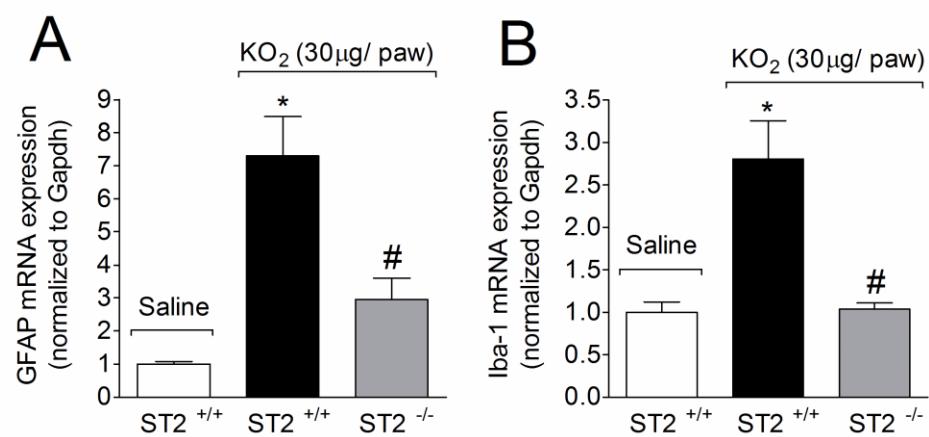 A
KO₂ (30µg/ paw)
GFAP mRNA expression
(normalized to Gapdh)
9
8
7
6
5
4
3
2
1
0
*
#
Saline
ST2 +/+
ST2 +/+
ST2 -/-
B
KO₂ (30µg/ paw)
Iba-1 mRNA expression
(normalized to Gapdh)
3.5
3.0
2.5
2.0
1.5
1.0
0.5
0.0
*
#
Saline
ST2 +/+
ST2 +/+
ST2 -/-